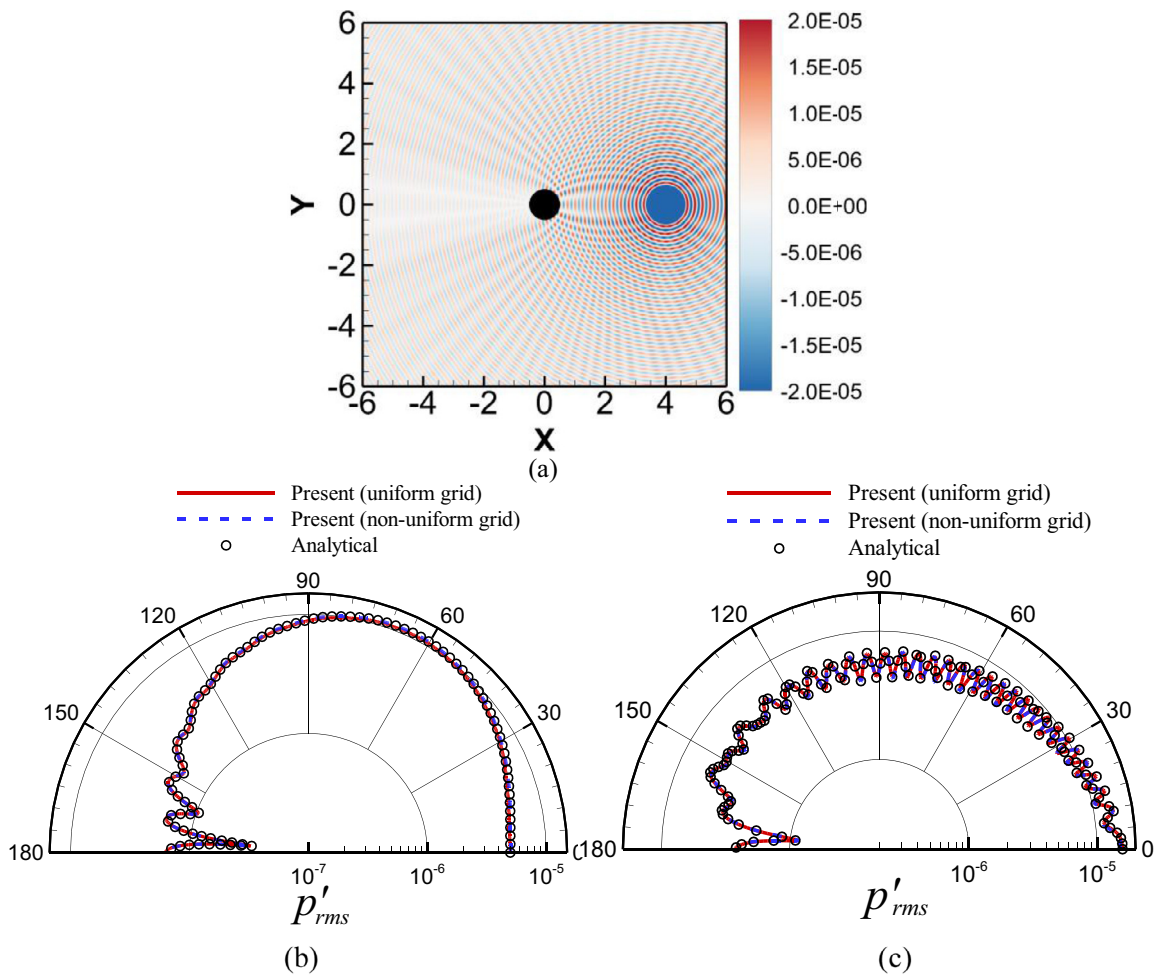 6
4
2
0
-2
-4
-6
Y
-6 -4 -2 0 2 4 6
X
2.0E-05
1.5E-05
1.0E-05
5.0E-06
0.0E+00
-5.0E-06
-1.0E-05
-1.5E-05
-2.0E-05
(a)
Present (uniform grid)
Present (non-uniform grid)
Analytical
90
120 60
150 30
180
10⁻⁷ 10⁻⁶ 10⁻⁵
p′rms
(b)
Present (uniform grid)
Present (non-uniform grid)
Analytical
90
120 60
150 30
180 0
10⁻⁶ 10⁻⁵
p′rms
(c)